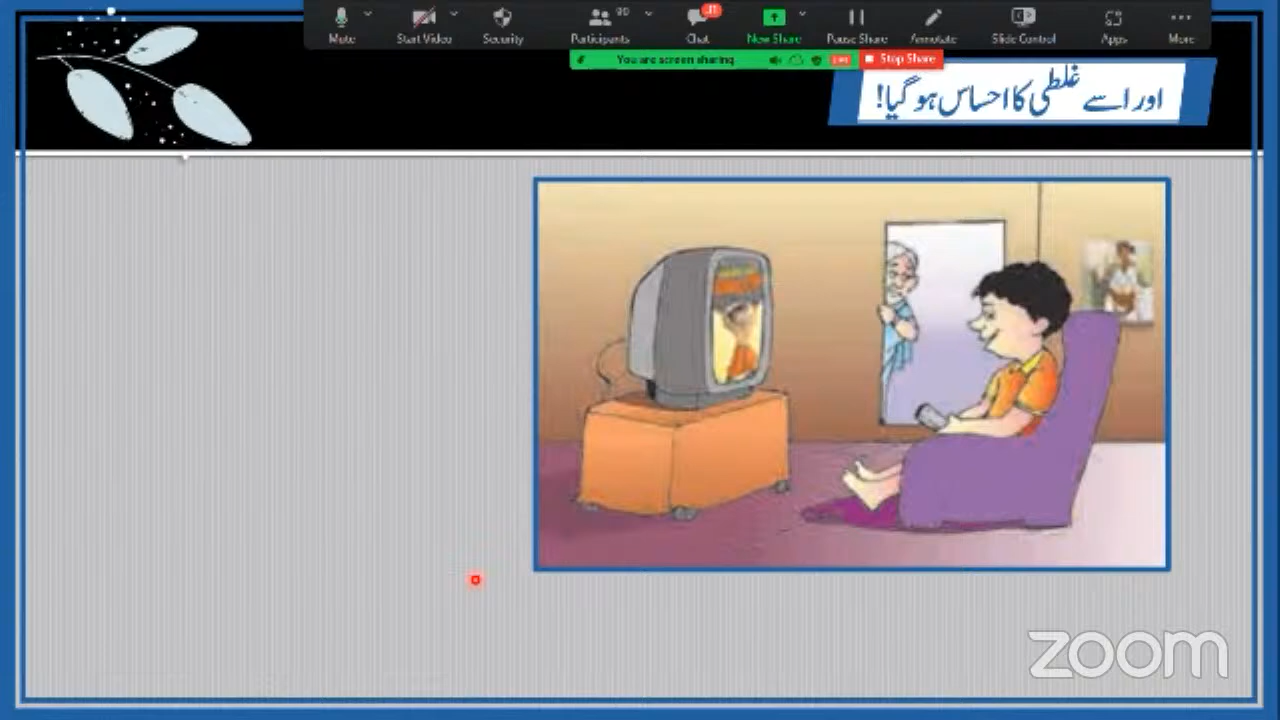 Mute
Start Video
Security
Participants
90
Chat
New Share
Pause Share
Annotate
Slide Control
Apps
More
You are screen sharing
Stop Share
اور اسے غلطی کا احساس ہو گیا!
zoom